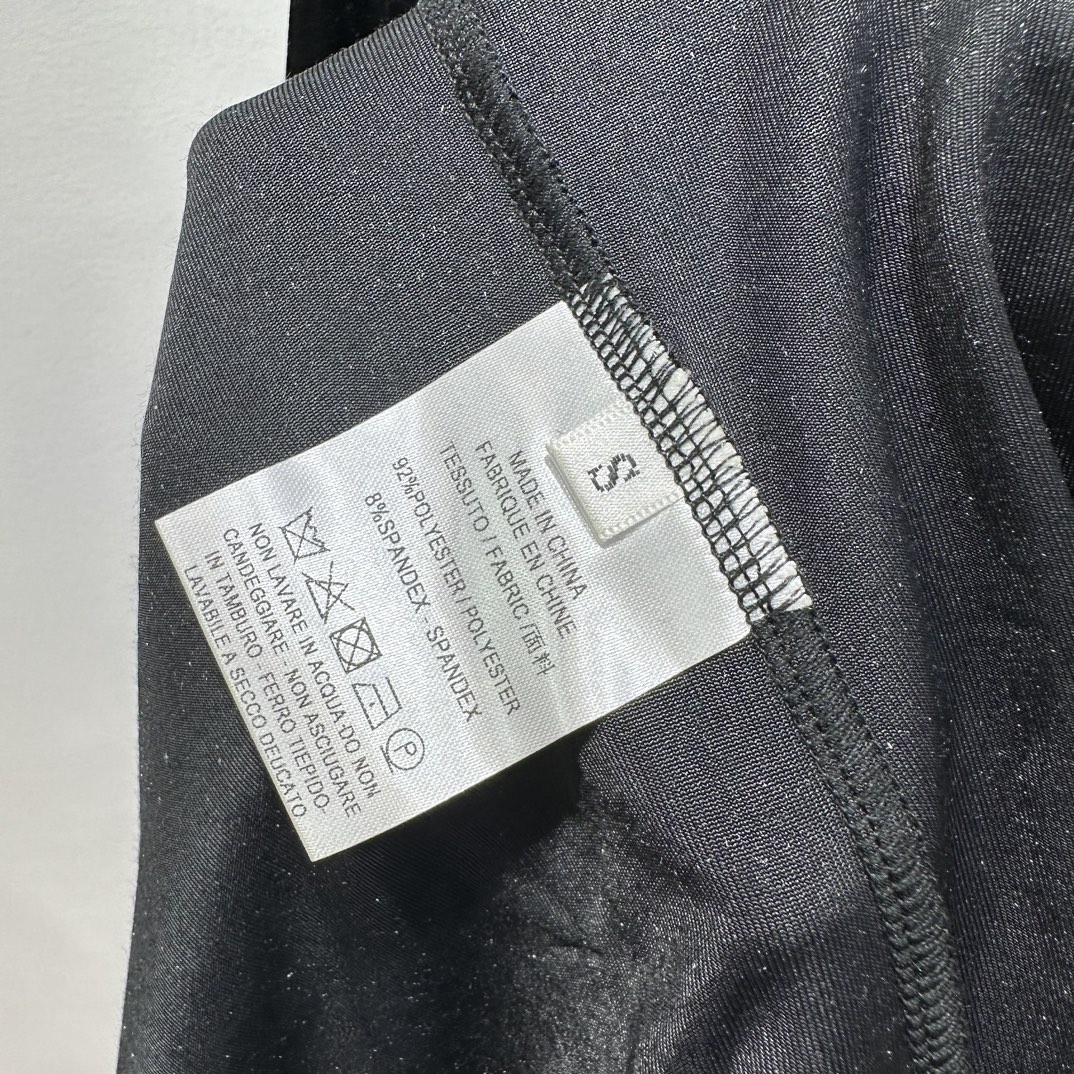 S
MADE IN CHINA
FABRIQUE EN CHINE
TESSUTO / FABRIC /面料
92%POLYESTER / POLYESTER
8%SPANDEX - SPANDEX
P
NON LAVARE IN ACQUA-DO NON
CANDEGGIARE - NON ASCIUGARE
IN TAMBURO - FERRO TIEPIDO-
LAVABILE A SECCO DEUCATO